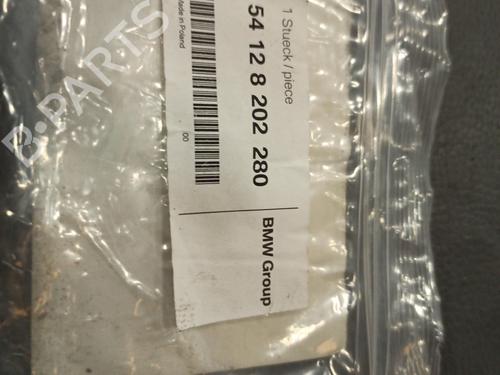 1 Stueck / piece
54 12 8 202 280
Made in Poland
00
BMW Group
B-PARTS